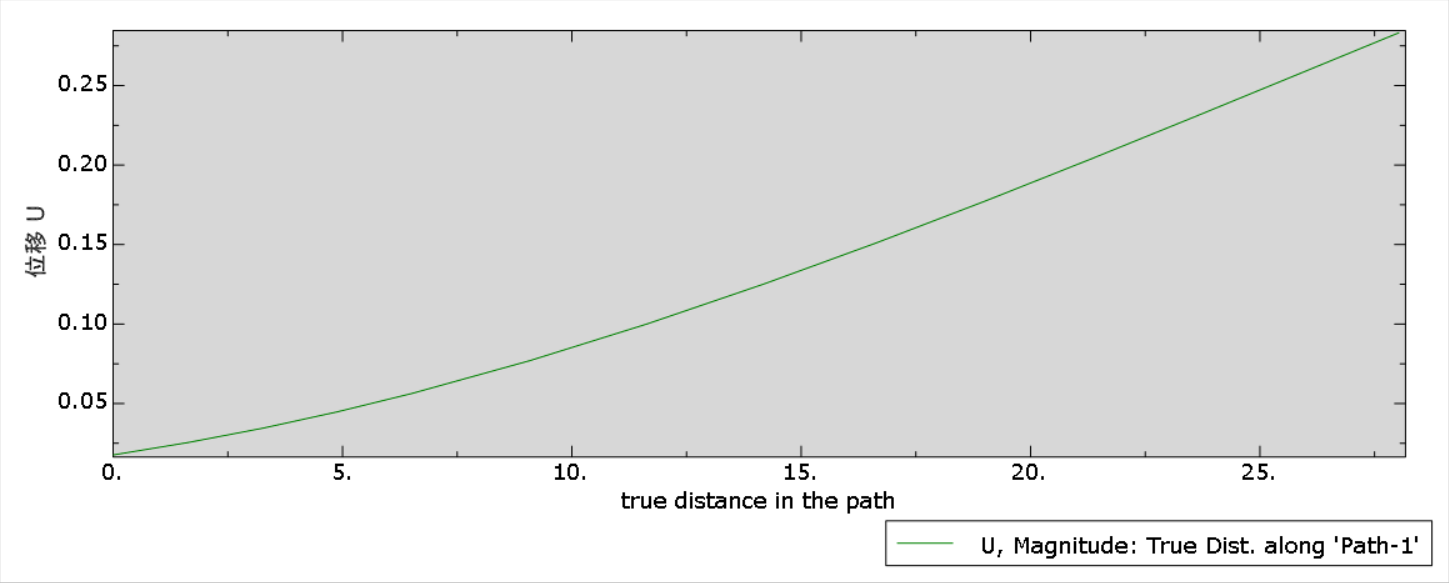 0.25
0.20
0.15
0.10
0.05
位移 U
0. 5. 10. 15. 20. 25.
true distance in the path
U, Magnitude: True Dist. along 'Path-1'